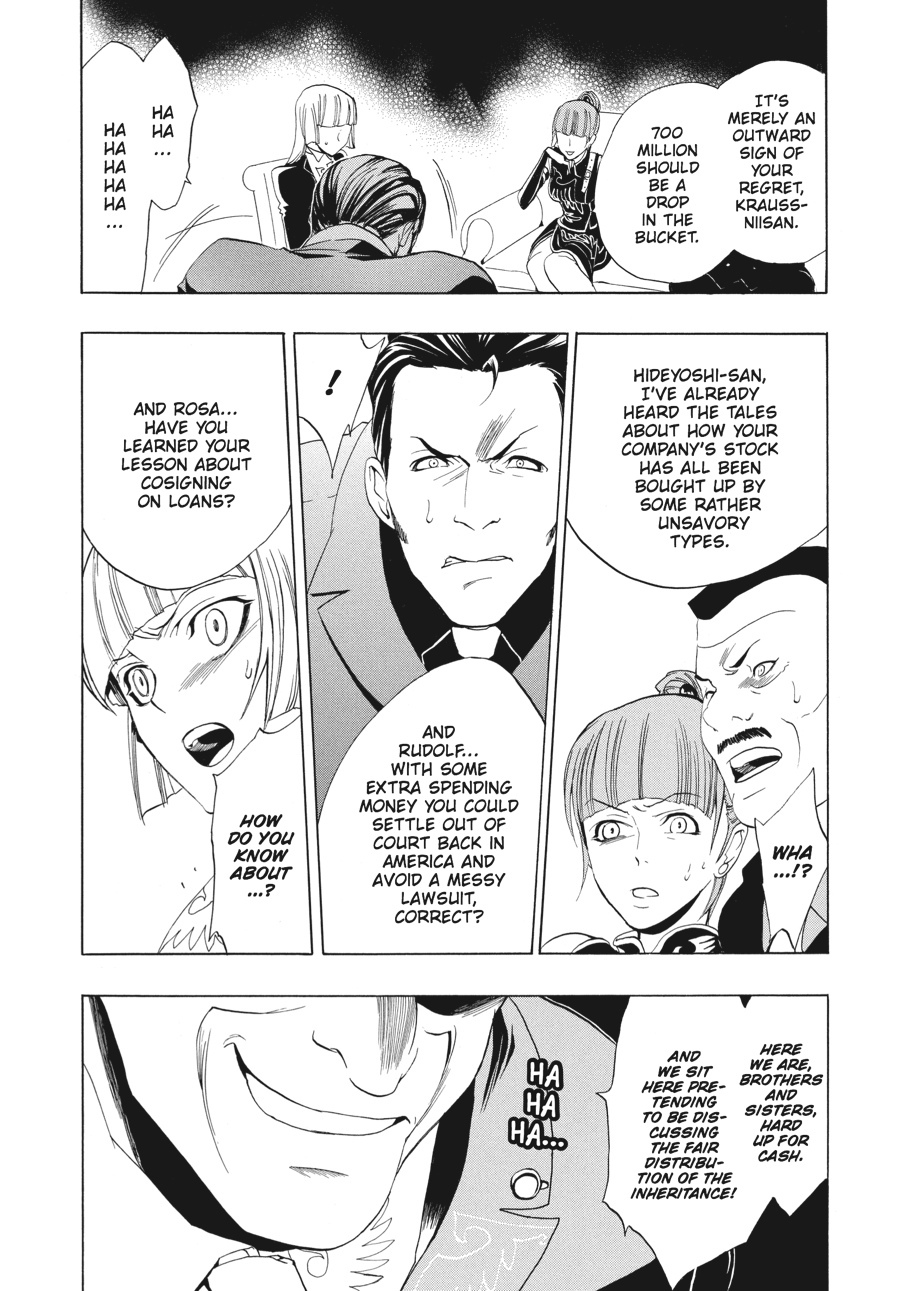 IT'S
MERELY AN
OUTWARD
SIGN OF
YOUR
REGRET,
KRAUSS-
NIISAN.
700
MILLION
SHOULD
BE A
DROP
IN THE
BUCKET.
HA
HA
...
HA
HA
HA
HA
HA
...
HIDEYOSHI-SAN,
I'VE ALREADY
HEARD THE TALES
ABOUT HOW YOUR
COMPANY'S STOCK
HAS ALL BEEN
BOUGHT UP BY
SOME RATHER
UNSAVORY
TYPES.
WHA
...!?
!
AND
RUDOLF...
WITH SOME
EXTRA SPENDING
MONEY YOU COULD
SETTLE OUT OF
COURT BACK IN
AMERICA AND
AVOID A MESSY
LAWSUIT,
CORRECT?
AND ROSA...
HAVE YOU
LEARNED YOUR
LESSON ABOUT
COSIGNING
ON LOANS?
HOW
DO YOU
KNOW
ABOUT
...?
HERE
WE ARE,
BROTHERS
AND
SISTERS,
HARD
UP FOR
CASH.
AND
WE SIT
HERE PRE-
TENDING
TO BE DIS-
CUSSING
THE FAIR
DISTRIBU-
TION OF THE
INHERITANCE!
HA
HA
HA...